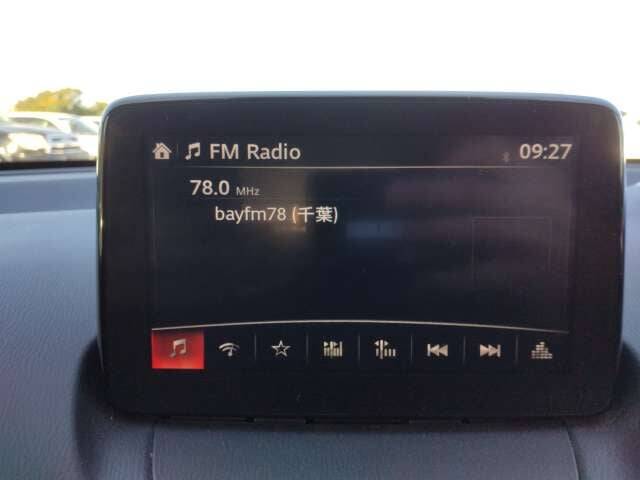 FM Radio 09:27
78.0 MHz
bayfm78 (千葉)